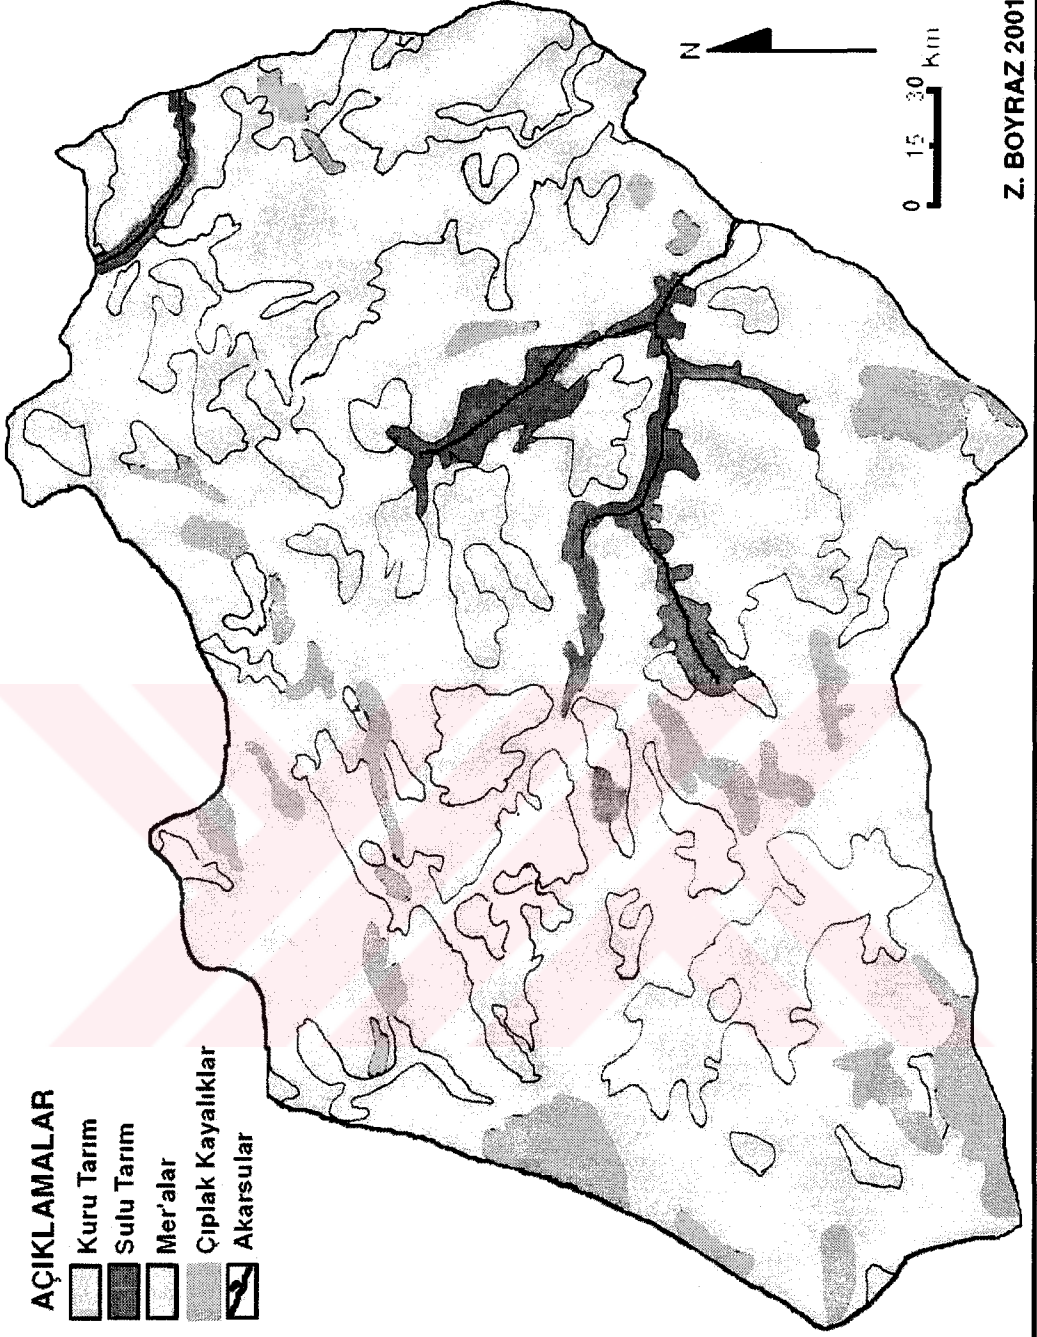 AÇIKLAMALAR
Kuru Tarım
Sulu Tarım
Mer'alar
Çıplak Kayalıklar
Akarsular
N
0 15 30 km
Z. BOYRAZ 2001